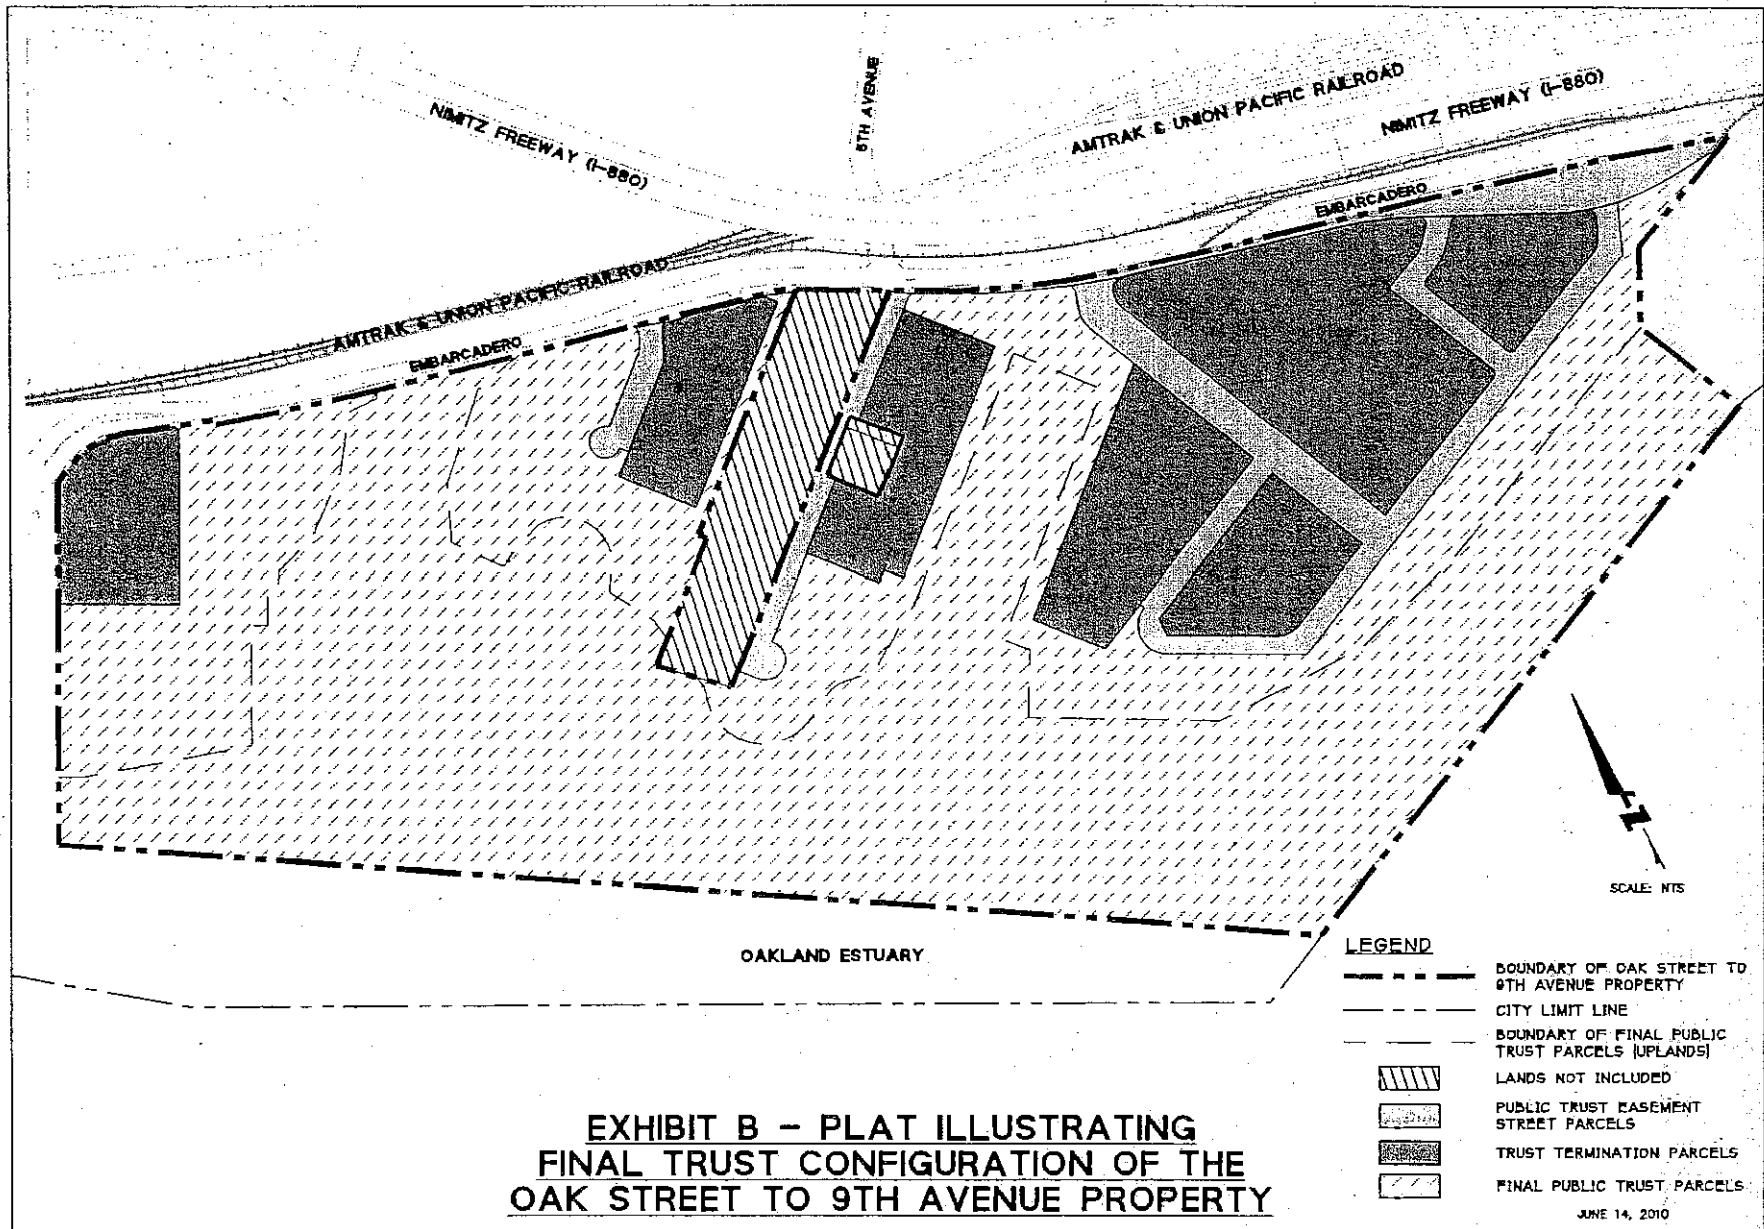 5TH AVENUE
NIMITZ FREEWAY (I-880)
AMTRAK & UNION PACIFIC RAILROAD
NIMITZ FREEWAY (I-880)
EMBARCADERO
AMTRAK & UNION PACIFIC RAILROAD
EMBARCADERO
SCALE: NTS
OAKLAND ESTUARY
LEGEND
BOUNDARY OF OAK STREET TO
9TH AVENUE PROPERTY
CITY LIMIT LINE
BOUNDARY OF FINAL PUBLIC
TRUST PARCELS (UPLANDS)
LANDS NOT INCLUDED
PUBLIC TRUST EASEMENT
STREET PARCELS
TRUST TERMINATION PARCELS
FINAL PUBLIC TRUST PARCELS
JUNE 14, 2010
EXHIBIT B - PLAT ILLUSTRATING
FINAL TRUST CONFIGURATION OF THE
OAK STREET TO 9TH AVENUE PROPERTY